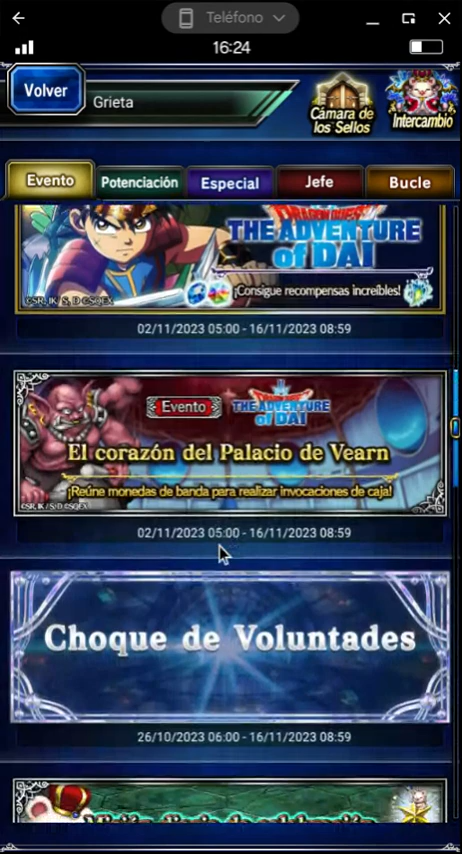 Teléfono
16:24
Volver
Grieta
Cámara de
los Sellos
Intercambio
Evento
Potenciación
Especial
Jefe
Bucle
DRAGON QUEST
THE ADVENTURE
of DAI
¡Consigue recompensas increíbles!
©SR, IK/ S, D ©SQEX
02/11/2023 05:00 - 16/11/2023 08:59
Evento
DRAGON QUEST
THE ADVENTURE
of DAI
El corazón del Palacio de Vearn
¡Reúne monedas de banda para realizar invocaciones de caja!
©SR, IK/ S, D ©SQEX
02/11/2023 05:00 - 16/11/2023 08:59
Choque de Voluntades
26/10/2023 06:00 - 16/11/2023 08:59